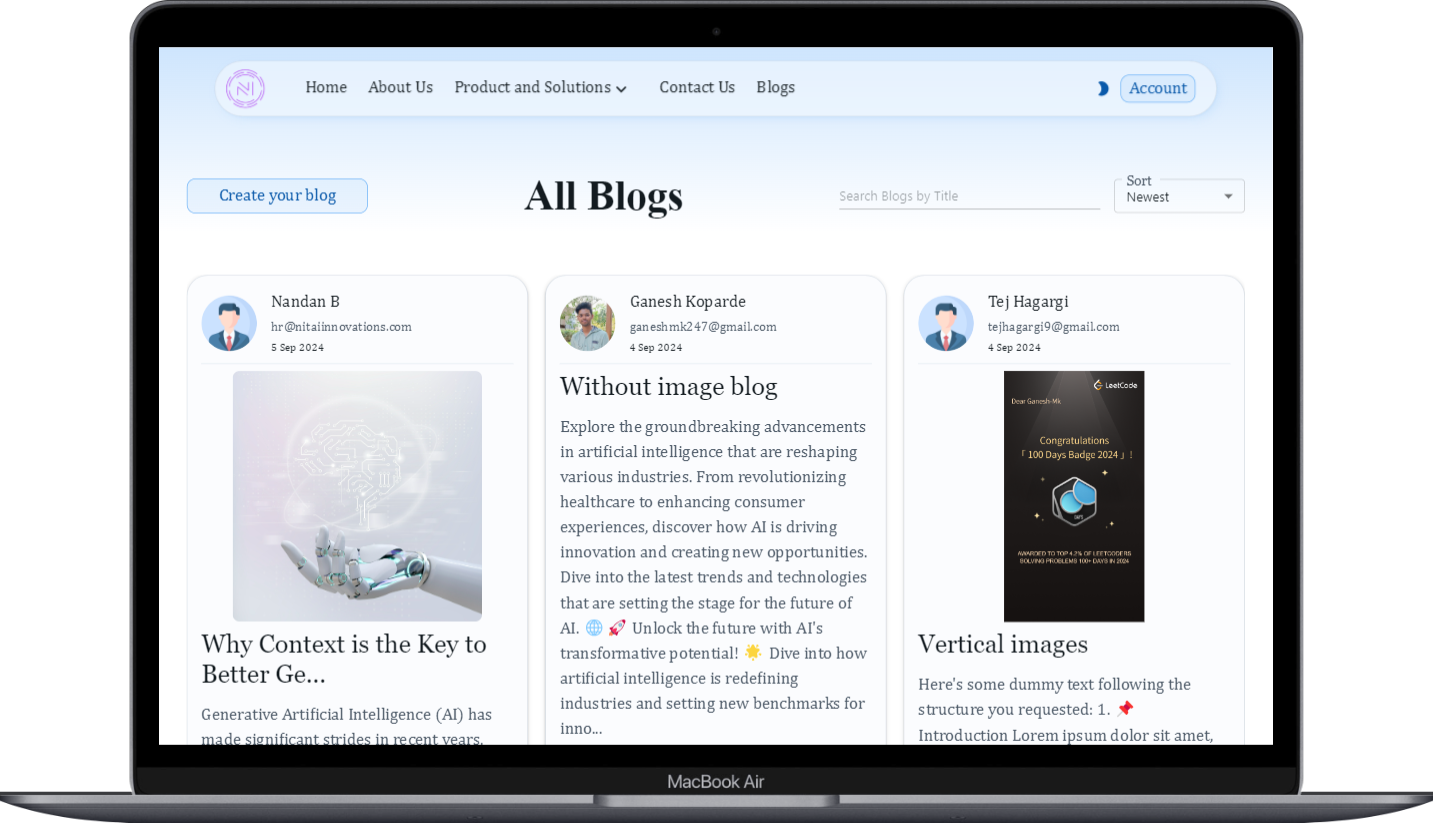 NI
Home About Us Product and Solutions Contact Us Blogs Account
Create your blog
All Blogs
Search Blogs by Title
Sort
Newest
Nandan B
hr@nitaiinnovations.com
5 Sep 2024
Why Context is the Key to
Better Ge...
Generative Artificial Intelligence (AI) has
made significant strides in recent years.
Ganesh Koparde
ganeshmk247@gmail.com
4 Sep 2024
Without image blog
Explore the groundbreaking advancements
in artificial intelligence that are reshaping
various industries. From revolutionizing
healthcare to enhancing consumer
experiences, discover how AI is driving
innovation and creating new opportunities.
Dive into the latest trends and technologies
that are setting the stage for the future of
AI. 🌐 🚀 Unlock the future with AI's
transformative potential! 🌟 Dive into how
artificial intelligence is redefining
industries and setting new benchmarks for
inno...
Tej Hagargi
tejhagargi9@gmail.com
4 Sep 2024
LeetCode
Dear Ganesh-Mk
Congratulations
「 100 Days Badge 2024 」 !
AWARDED TO TOP 4.2% OF LEETCODERS
SOLVING PROBLEMS 100+ DAYS IN 2024
Vertical images
Here's some dummy text following the
structure you requested: 1. 📌
Introduction Lorem ipsum dolor sit amet,
MacBook Air